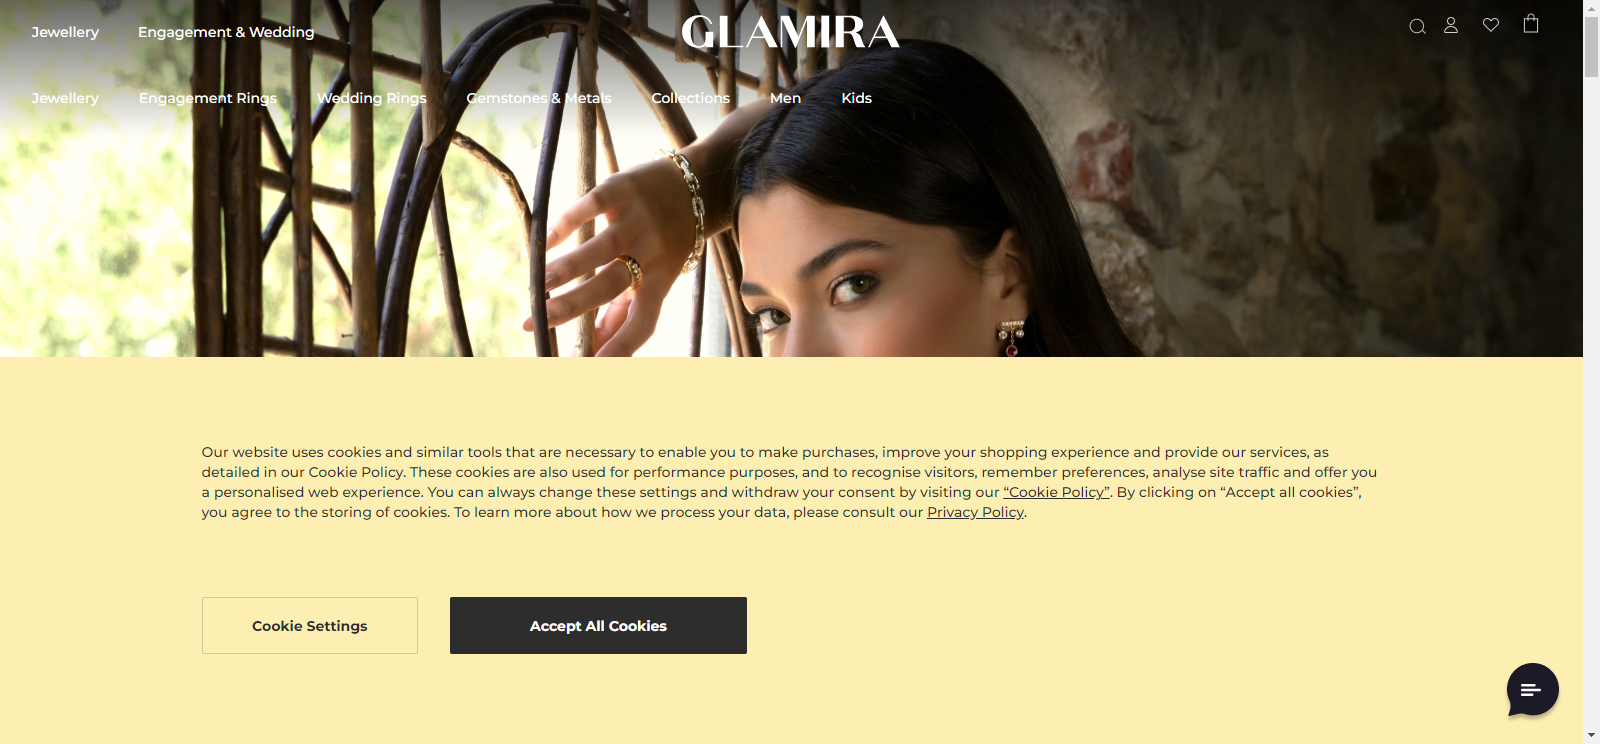 Jewellery
Engagement & Wedding
GLAMIRA
Jewellery
Engagement Rings
Wedding Rings
Gemstones & Metals
Collections
Men
Kids
Our website uses cookies and similar tools that are necessary to enable you to make purchases, improve your shopping experience and provide our services, as
detailed in our Cookie Policy. These cookies are also used for performance purposes, and to recognise visitors, remember preferences, analyse site traffic and offer you
a personalised web experience. You can always change these settings and withdraw your consent by visiting our “Cookie Policy”. By clicking on “Accept all cookies”,
you agree to the storing of cookies. To learn more about how we process your data, please consult our Privacy Policy.
Cookie Settings
Accept All Cookies